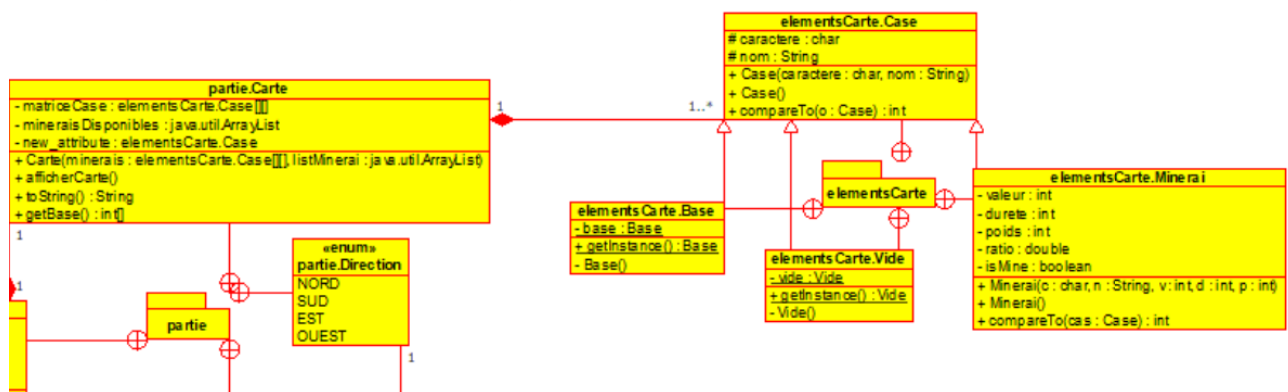 elementsCarte.Case
# caractere : char
# nom : String
+ Case(caractere : char, nom : String)
+ Case()
+ compareTo(o : Case) : int
partie.Carte
- matriceCase : elementsCarte.Case[][]
- mineraisDisponibles : java.util.ArrayList
- new_attribute : elementsCarte.Case
+ Carte(minerais : elementsCarte.Case[][], listMinerai : java.util.ArrayList)
+ afficherCarte()
+ toString() : String
+ getBase() : int[]
1
1..*
elementsCarte
elementsCarte.Minerai
- valeur : int
- durete : int
- poids : int
- ratio : double
- isMine : boolean
+ Minerai(c : char, n : String, v : int, d : int, p : int)
+ Minerai()
+ compareTo(cas : Case) : int
elementsCarte.Base
- base : Base
+ getInstance() : Base
- Base()
elementsCarte.Vide
- vide : Vide
+ getInstance() : Vide
- Vide()
1
«enum»
partie.Direction
NORD
SUD
EST
OUEST
1
partie
1